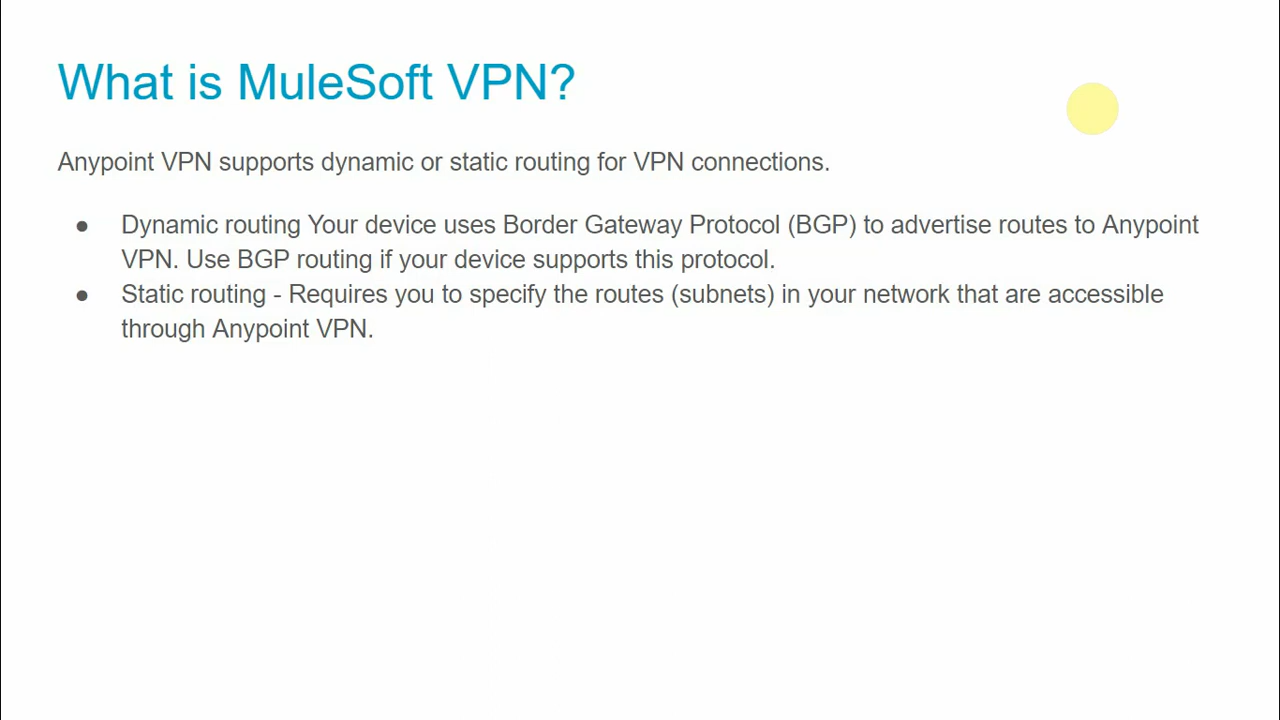 What is MuleSoft VPN?
Anypoint VPN supports dynamic or static routing for VPN connections.
● Dynamic routing Your device uses Border Gateway Protocol (BGP) to advertise routes to Anypoint
VPN. Use BGP routing if your device supports this protocol.
● Static routing - Requires you to specify the routes (subnets) in your network that are accessible
through Anypoint VPN.